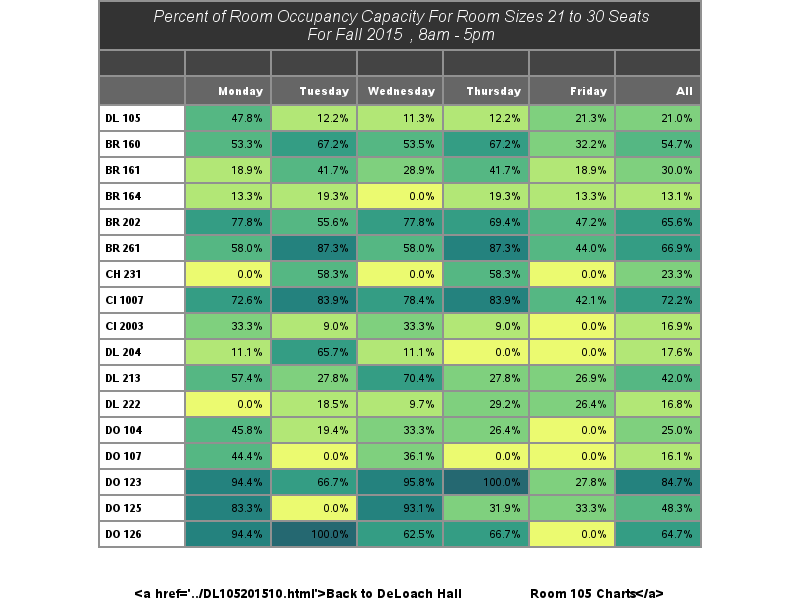 Percent of Room Occupancy Capacity For Room Sizes 21 to 30 Seats
For Fall 2015 , 8am - 5pm
Monday Tuesday Wednesday Thursday Friday All
DL 105 47.8% 12.2% 11.3% 12.2% 21.3% 21.0%
BR 160 53.3% 67.2% 53.5% 67.2% 32.2% 54.7%
BR 161 18.9% 41.7% 28.9% 41.7% 18.9% 30.0%
BR 164 13.3% 19.3% 0.0% 19.3% 13.3% 13.1%
BR 202 77.8% 55.6% 77.8% 69.4% 47.2% 65.6%
BR 261 58.0% 87.3% 58.0% 87.3% 44.0% 66.9%
CH 231 0.0% 58.3% 0.0% 58.3% 0.0% 23.3%
CI 1007 72.6% 83.9% 78.4% 83.9% 42.1% 72.2%
CI 2003 33.3% 9.0% 33.3% 9.0% 0.0% 16.9%
DL 204 11.1% 65.7% 11.1% 0.0% 0.0% 17.6%
DL 213 57.4% 27.8% 70.4% 27.8% 26.9% 42.0%
DL 222 0.0% 18.5% 9.7% 29.2% 26.4% 16.8%
DO 104 45.8% 19.4% 33.3% 26.4% 0.0% 25.0%
DO 107 44.4% 0.0% 36.1% 0.0% 0.0% 16.1%
DO 123 94.4% 66.7% 95.8% 100.0% 27.8% 84.7%
DO 125 83.3% 0.0% 93.1% 31.9% 33.3% 48.3%
DO 126 94.4% 100.0% 62.5% 66.7% 0.0% 64.7%
<a href='../DL105201510.html'>Back to DeLoach Hall Room 105 Charts</a>